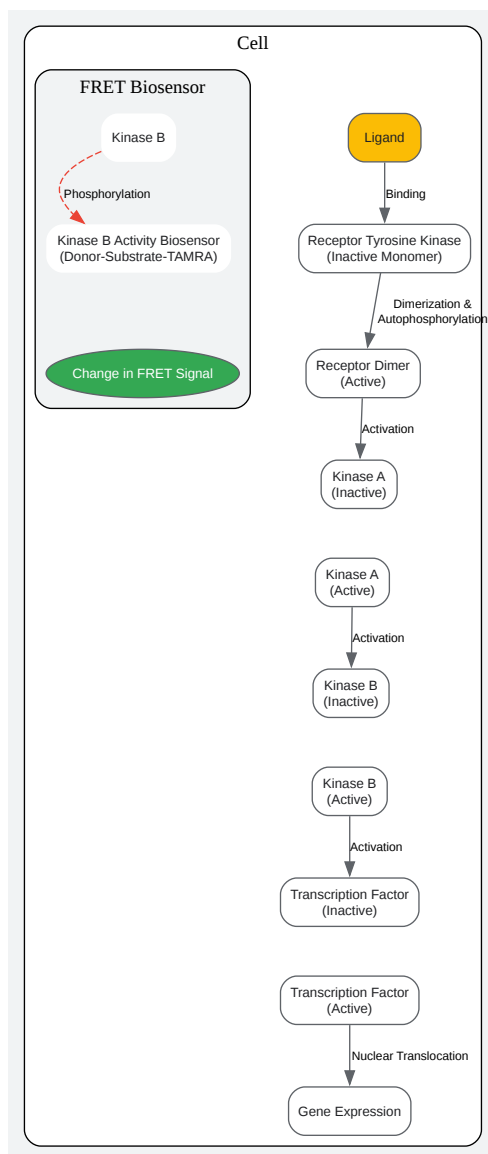 Cell
FRET Biosensor
Kinase B
Phosphorylation
Kinase B Activity Biosensor
(Donor-Substrate-TAMRA)
Change in FRET Signal
Ligand
Binding
Receptor Tyrosine Kinase
(Inactive Monomer)
Dimerization &
Autophosphorylation
Receptor Dimer
(Active)
Activation
Kinase A
(Inactive)
Kinase A
(Active)
Activation
Kinase B
(Inactive)
Kinase B
(Active)
Activation
Transcription Factor
(Inactive)
Transcription Factor
(Active)
Nuclear Translocation
Gene Expression